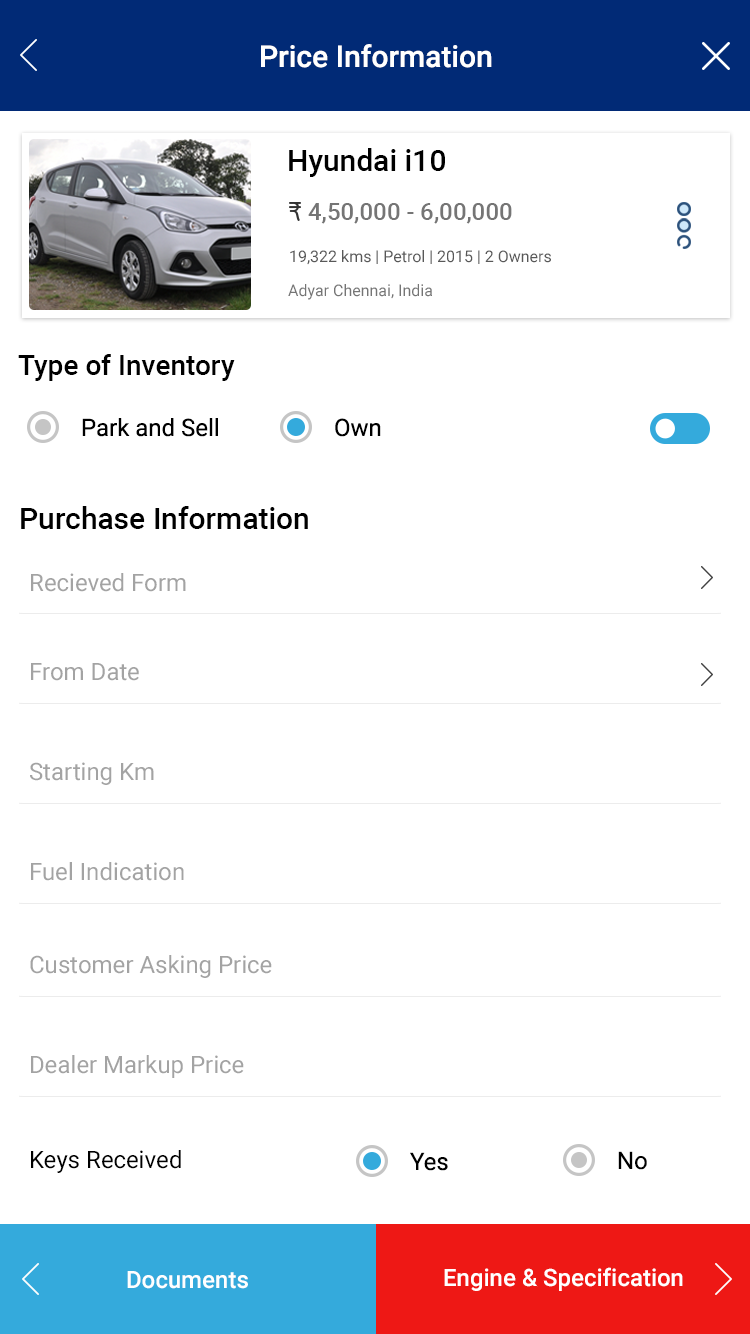 Price Information
Hyundai i10
₹ 4,50,000 - 6,00,000
19,322 kms | Petrol | 2015 | 2 Owners
Adyar Chennai, India
Type of Inventory
Park and Sell Own
Purchase Information
Recieved Form
From Date
Starting Km
Fuel Indication
Customer Asking Price
Dealer Markup Price
Keys Received Yes No
Documents Engine & Specification